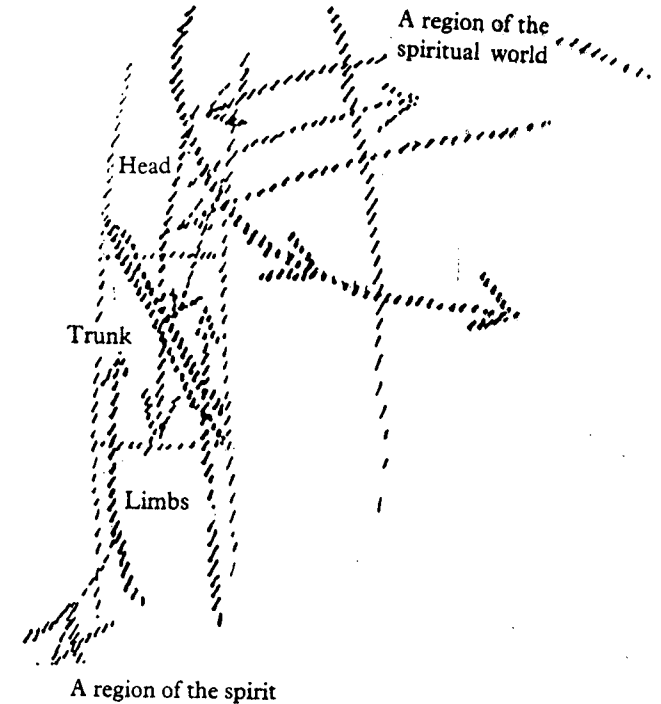 A region of the
spiritual world
Head
Trunk
Limbs
A region of the spirit